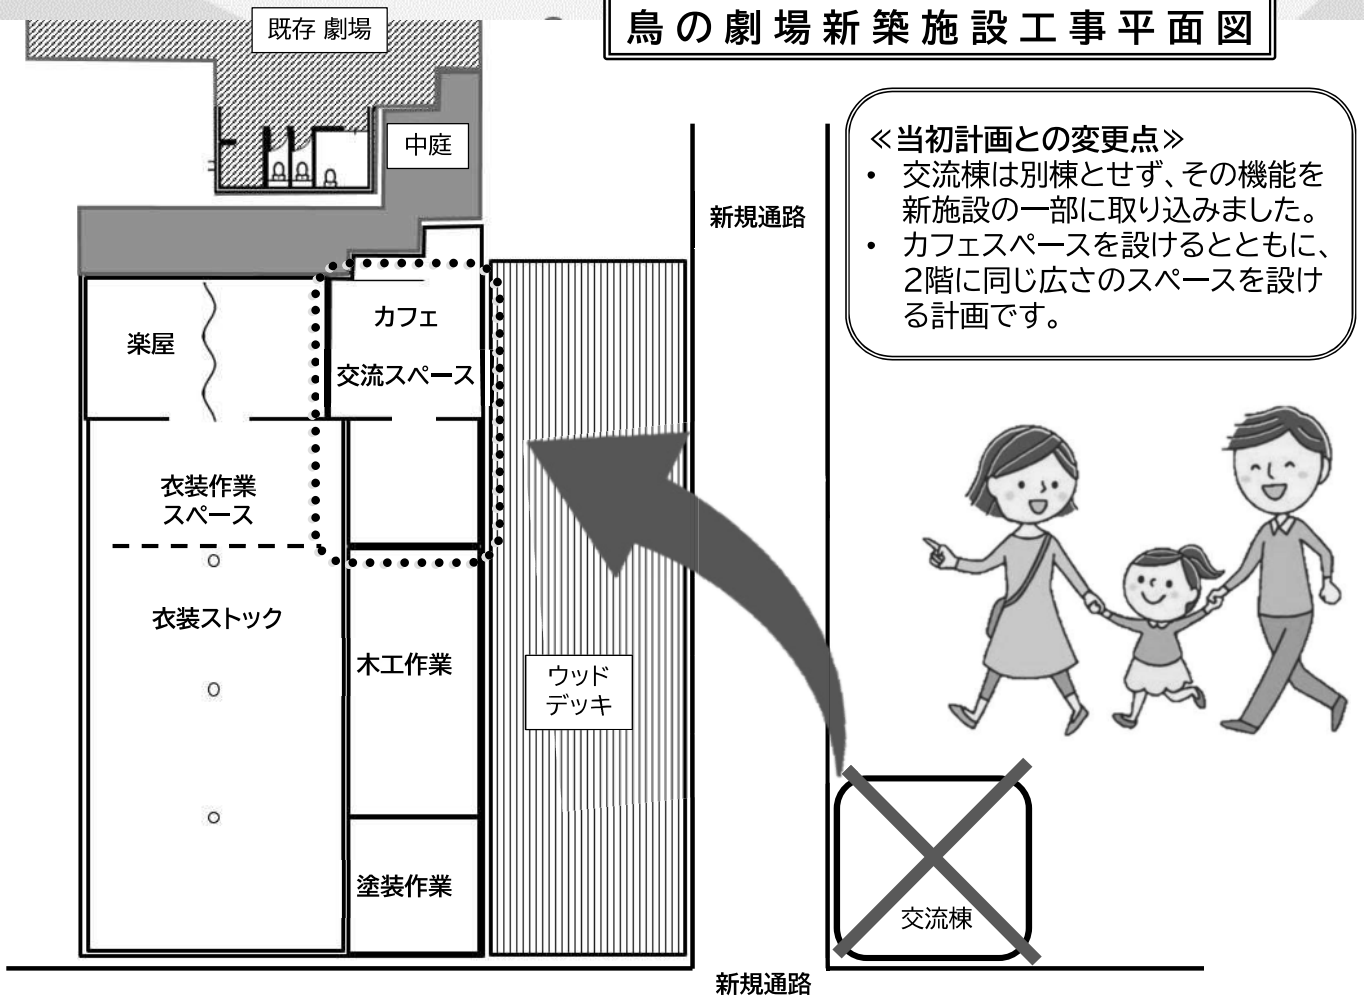 鳥の劇場新築施設工事平面図
既存 劇場
中庭
≪当初計画との変更点≫
• 交流棟は別棟とせず、その機能を
新施設の一部に取り込みました。
• カフェスペースを設けるとともに、
2階に同じ広さのスペースを設け
る計画です。
新規通路
楽屋
カフェ
交流スペース
衣装作業
スペース
衣装ストック
木工作業
ウッド
デッキ
塗装作業
交流棟
新規通路